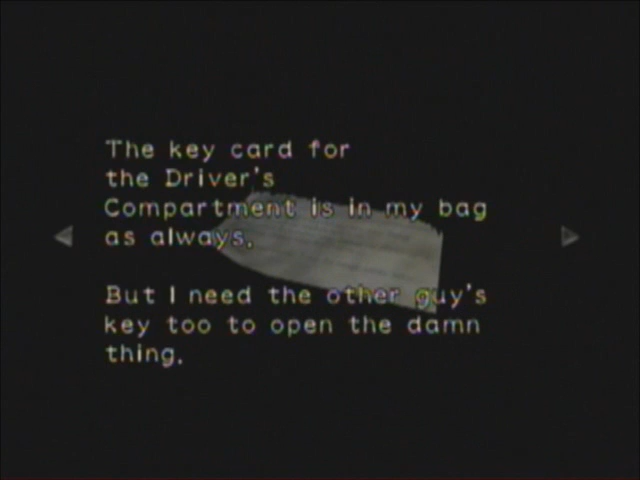 The key card for
the Driver's
Compartment is in my bag
as always.
But I need the other guy's
key too to open the damn
thing.